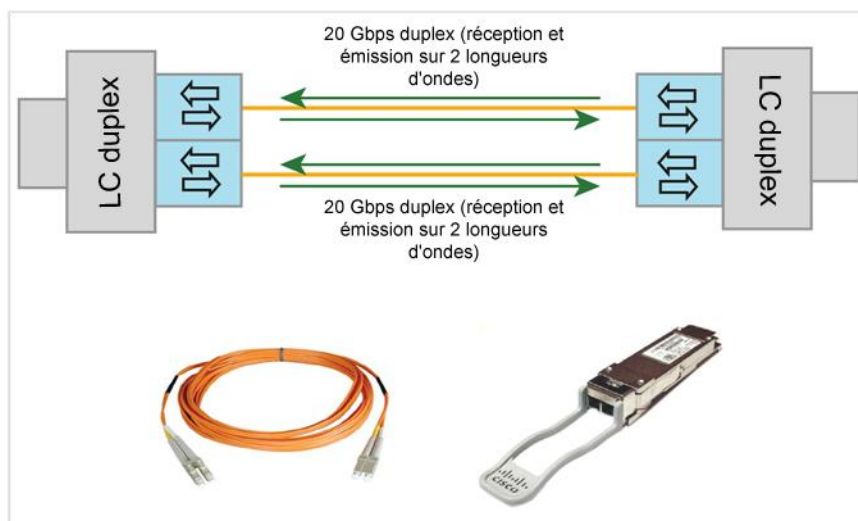 20 Gbps duplex (réception et
émission sur 2 longueurs
d'ondes)
LC duplex
LC duplex
20 Gbps duplex (réception et
émission sur 2 longueurs
d'ondes)
CISCO